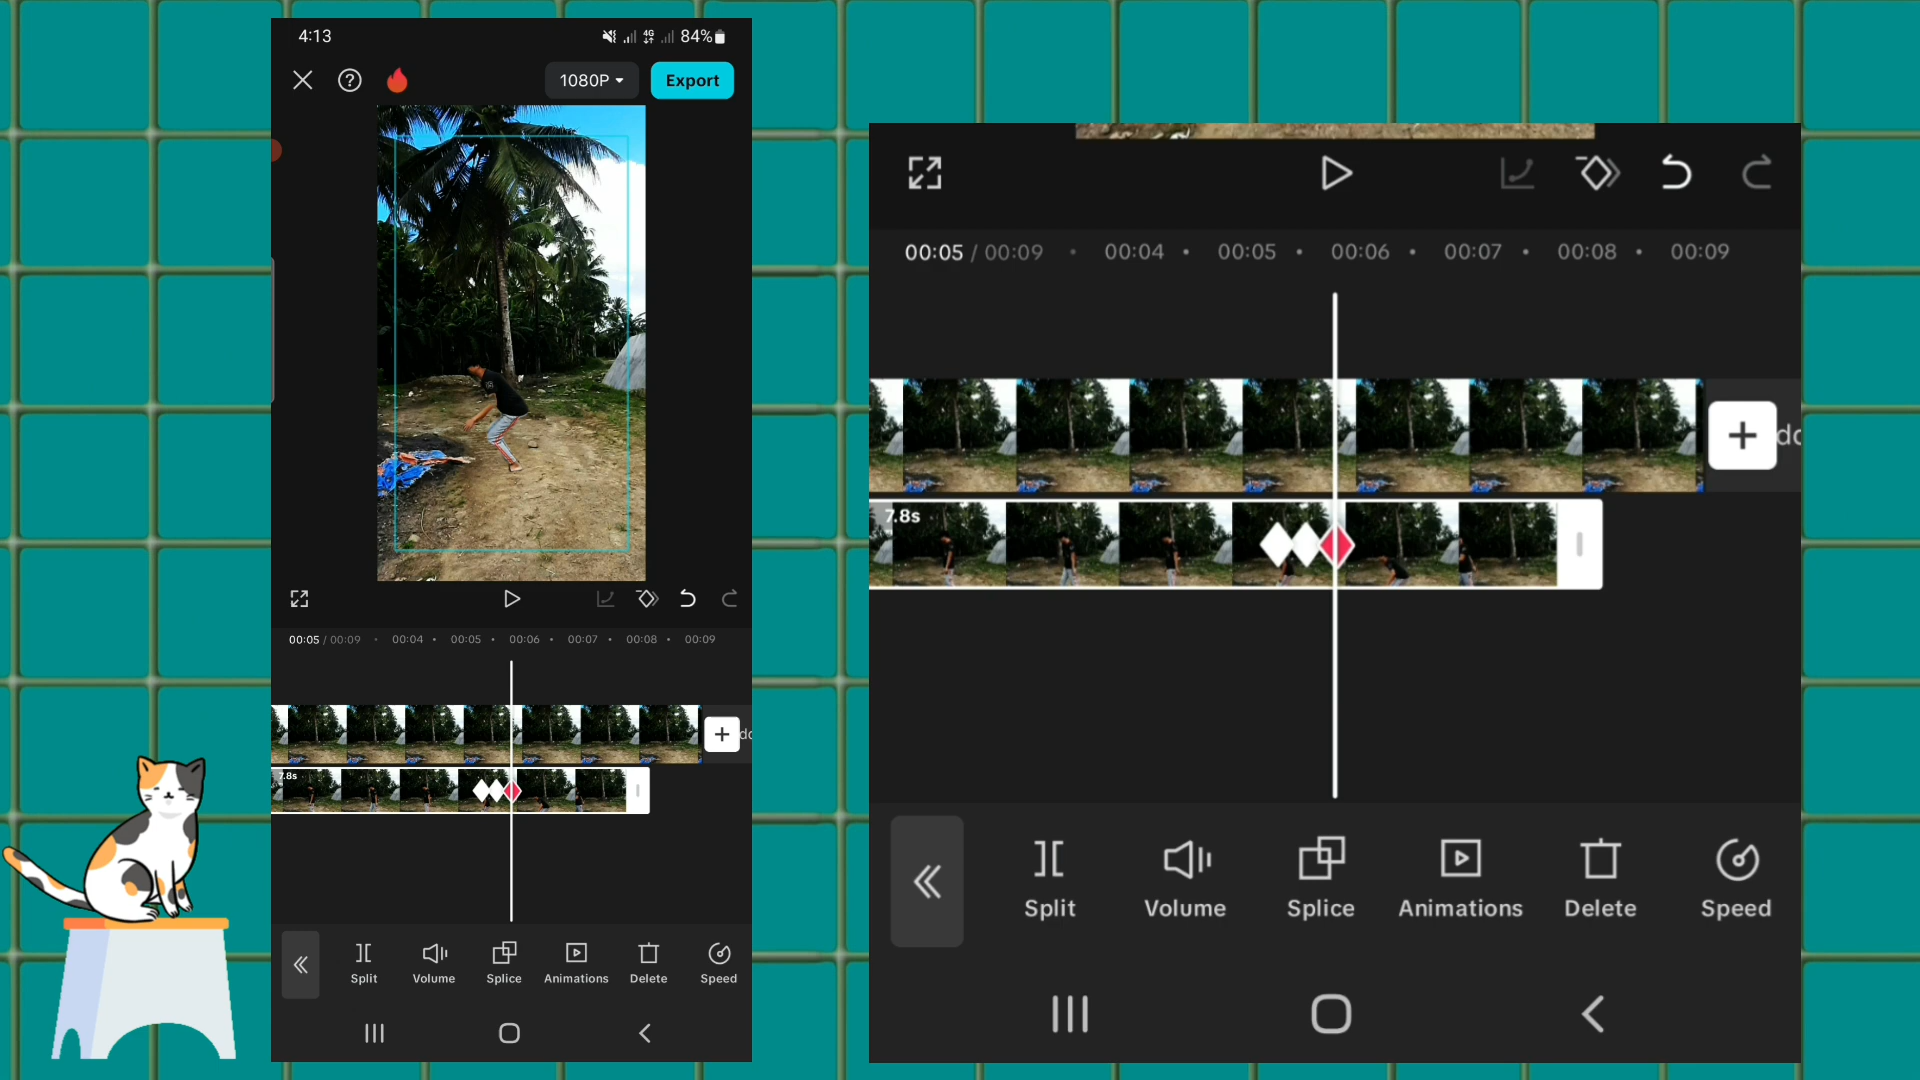 4:13
4G
84%
1080P
Export
00:05 / 00:09
00:04
00:05
00:06
00:07
00:08
00:09
7.8s
Split
Volume
Splice
Animations
Delete
Speed
00:05 / 00:09
00:04
00:05
00:06
00:07
00:08
00:09
7.8s
Split
Volume
Splice
Animations
Delete
Speed